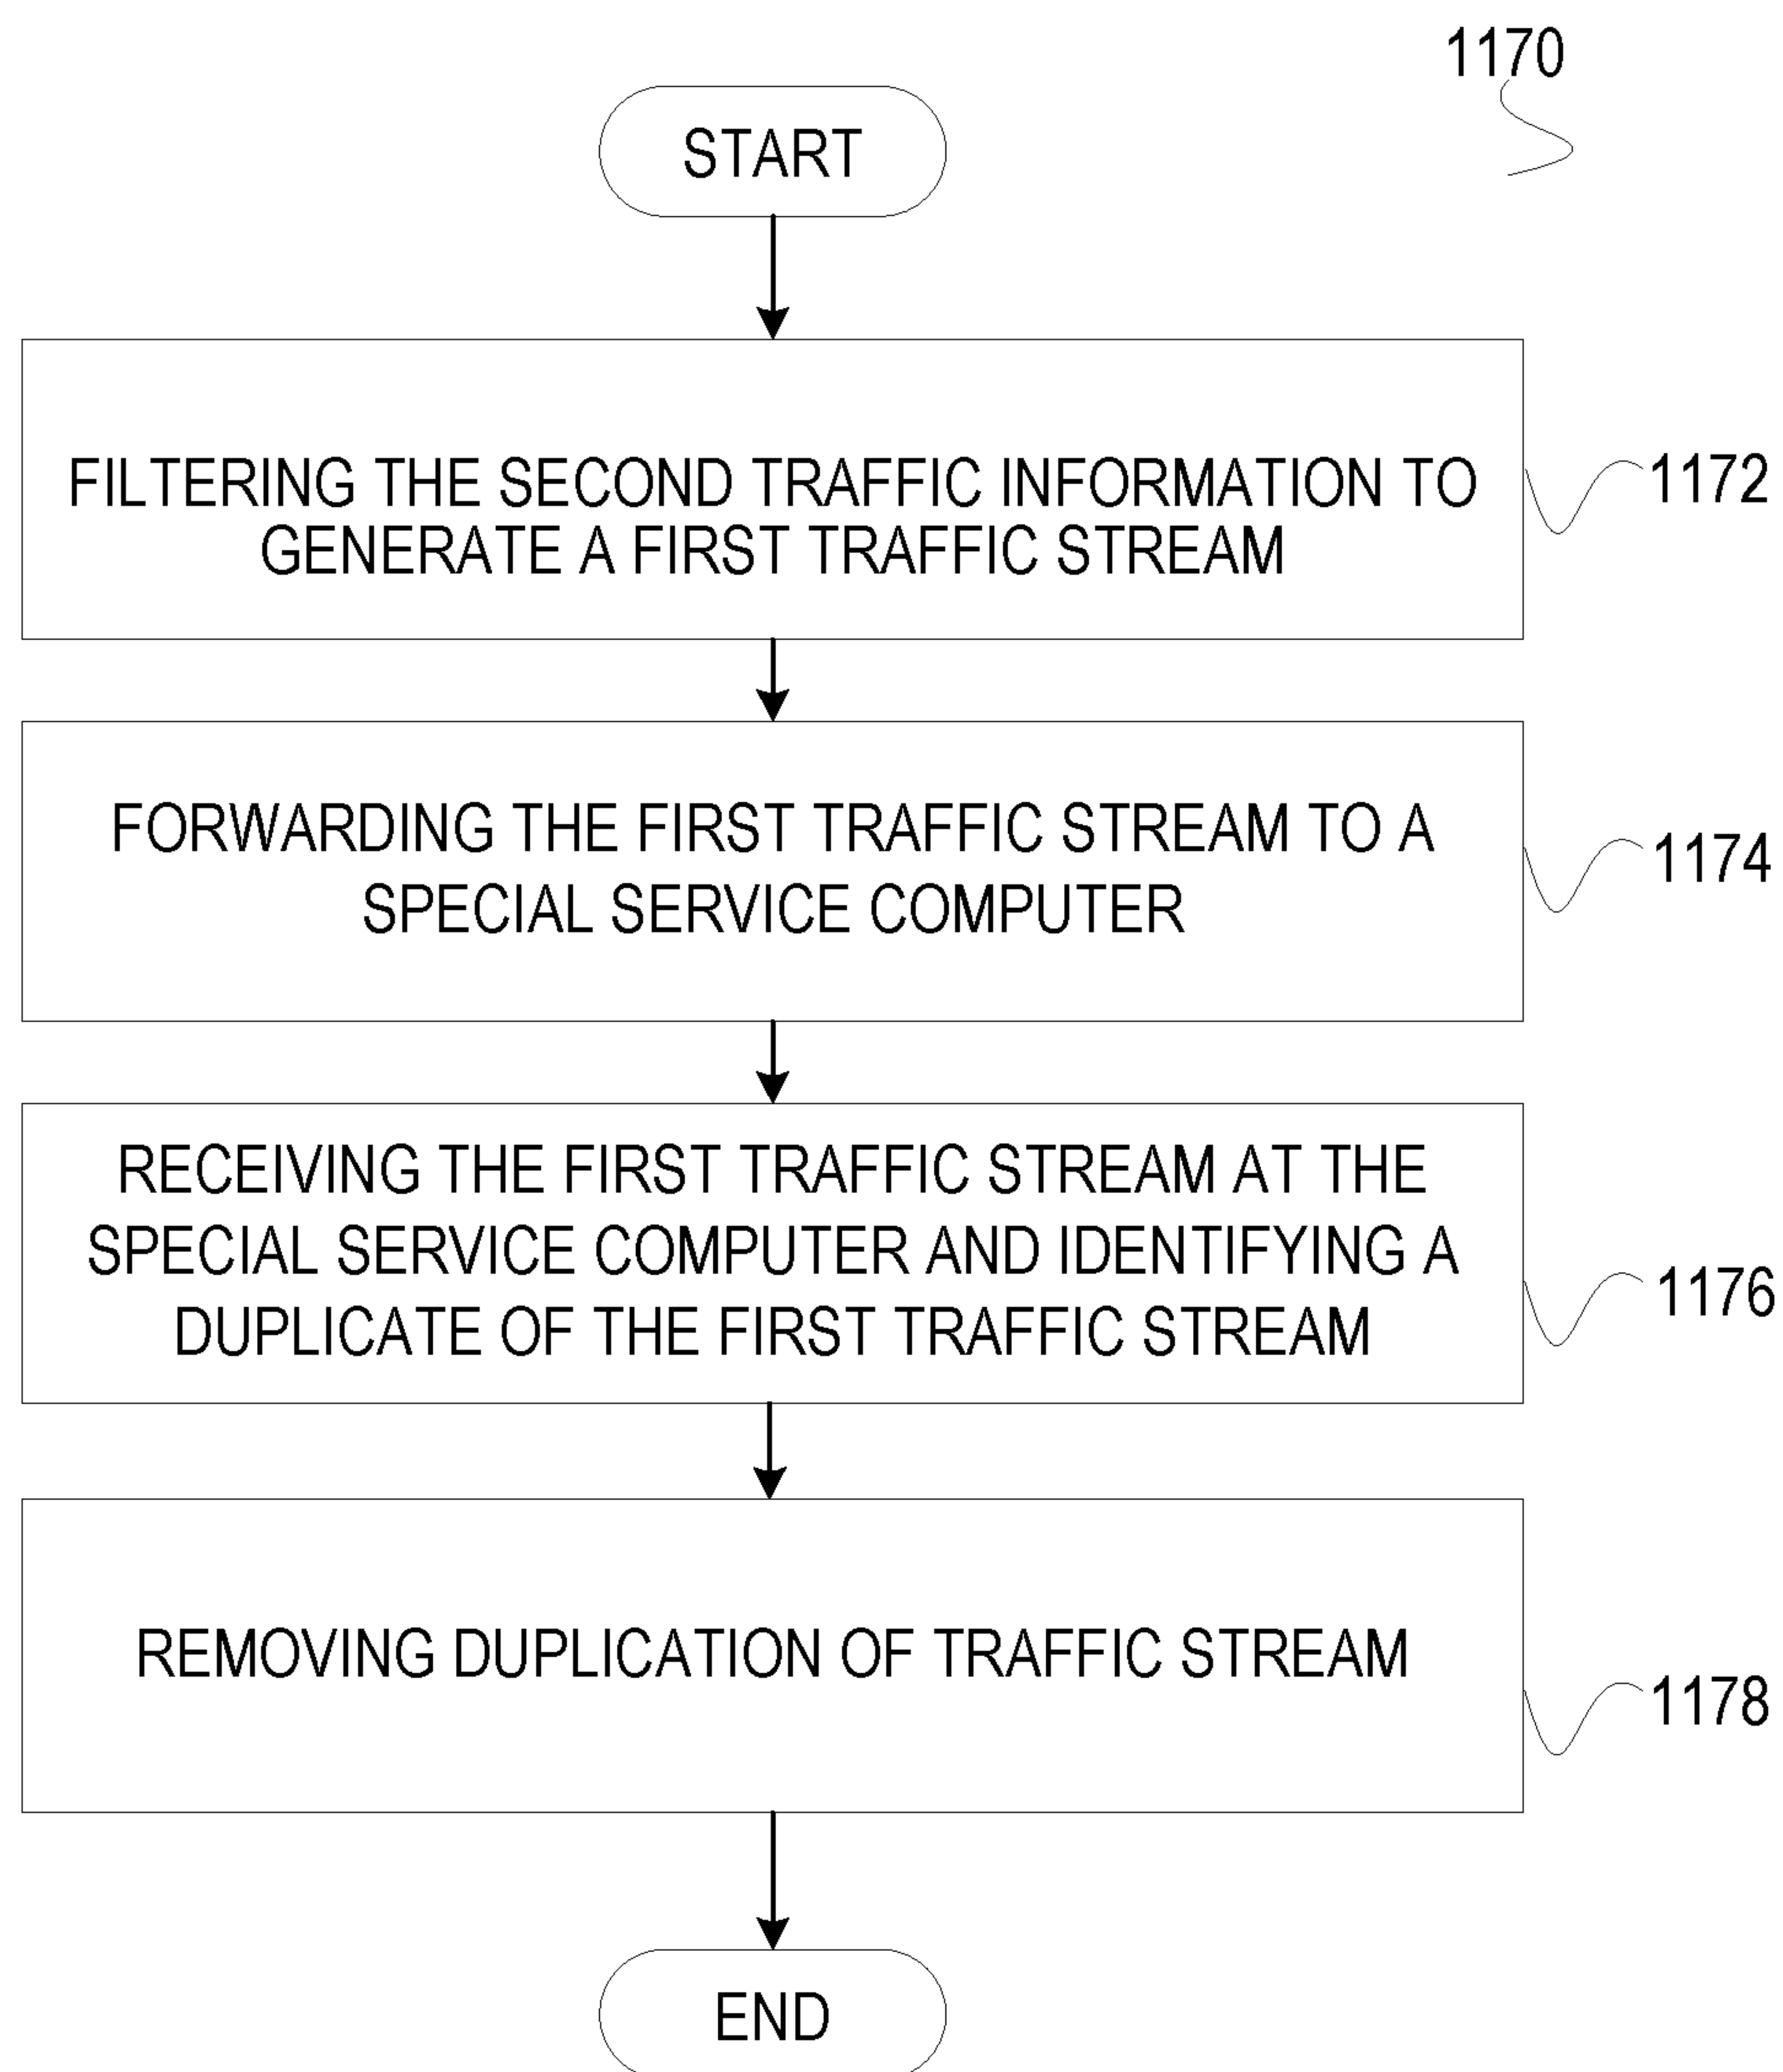 1170
START
FILTERING THE SECOND TRAFFIC INFORMATION TO
GENERATE A FIRST TRAFFIC STREAM
1172
FORWARDING THE FIRST TRAFFIC STREAM TO A
SPECIAL SERVICE COMPUTER
1174
RECEIVING THE FIRST TRAFFIC STREAM AT THE
SPECIAL SERVICE COMPUTER AND IDENTIFYING A
DUPLICATE OF THE FIRST TRAFFIC STREAM
1176
REMOVING DUPLICATION OF TRAFFIC STREAM
1178
END